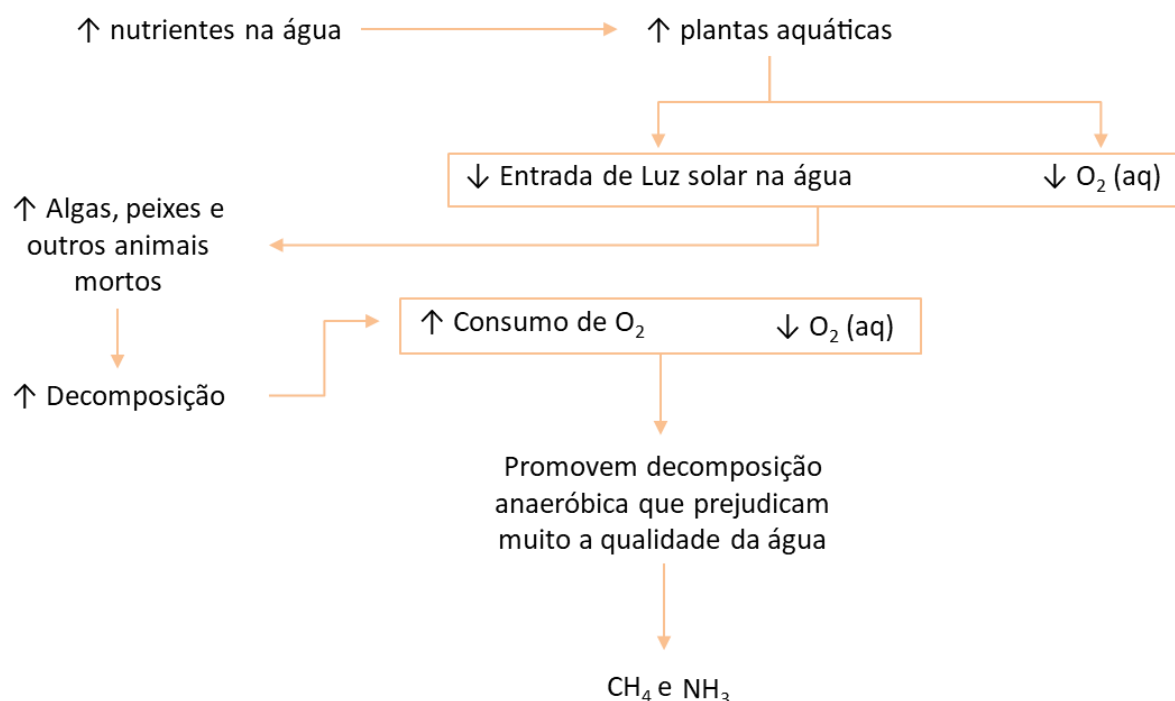 ↑ nutrientes na água
↑ plantas aquáticas
↓ Entrada de Luz solar na água
↓ O₂ (aq)
↑ Algas, peixes e
outros animais
mortos
↑ Decomposição
↑ Consumo de O₂
↓ O₂ (aq)
Promovem decomposição
anaeróbica que prejudicam
muito a qualidade da água
CH₄ e NH₃